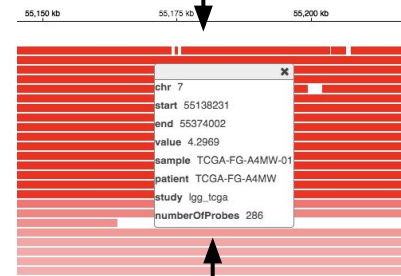 55,150 kb 55,175 kb 55,200 kb
✖
chr 7
start 55138231
end 55374002
value 4.2969
sample TCGA-FG-A4MW-01
patient TCGA-FG-A4MW
study lgg_tcga
numberOfProbes 286